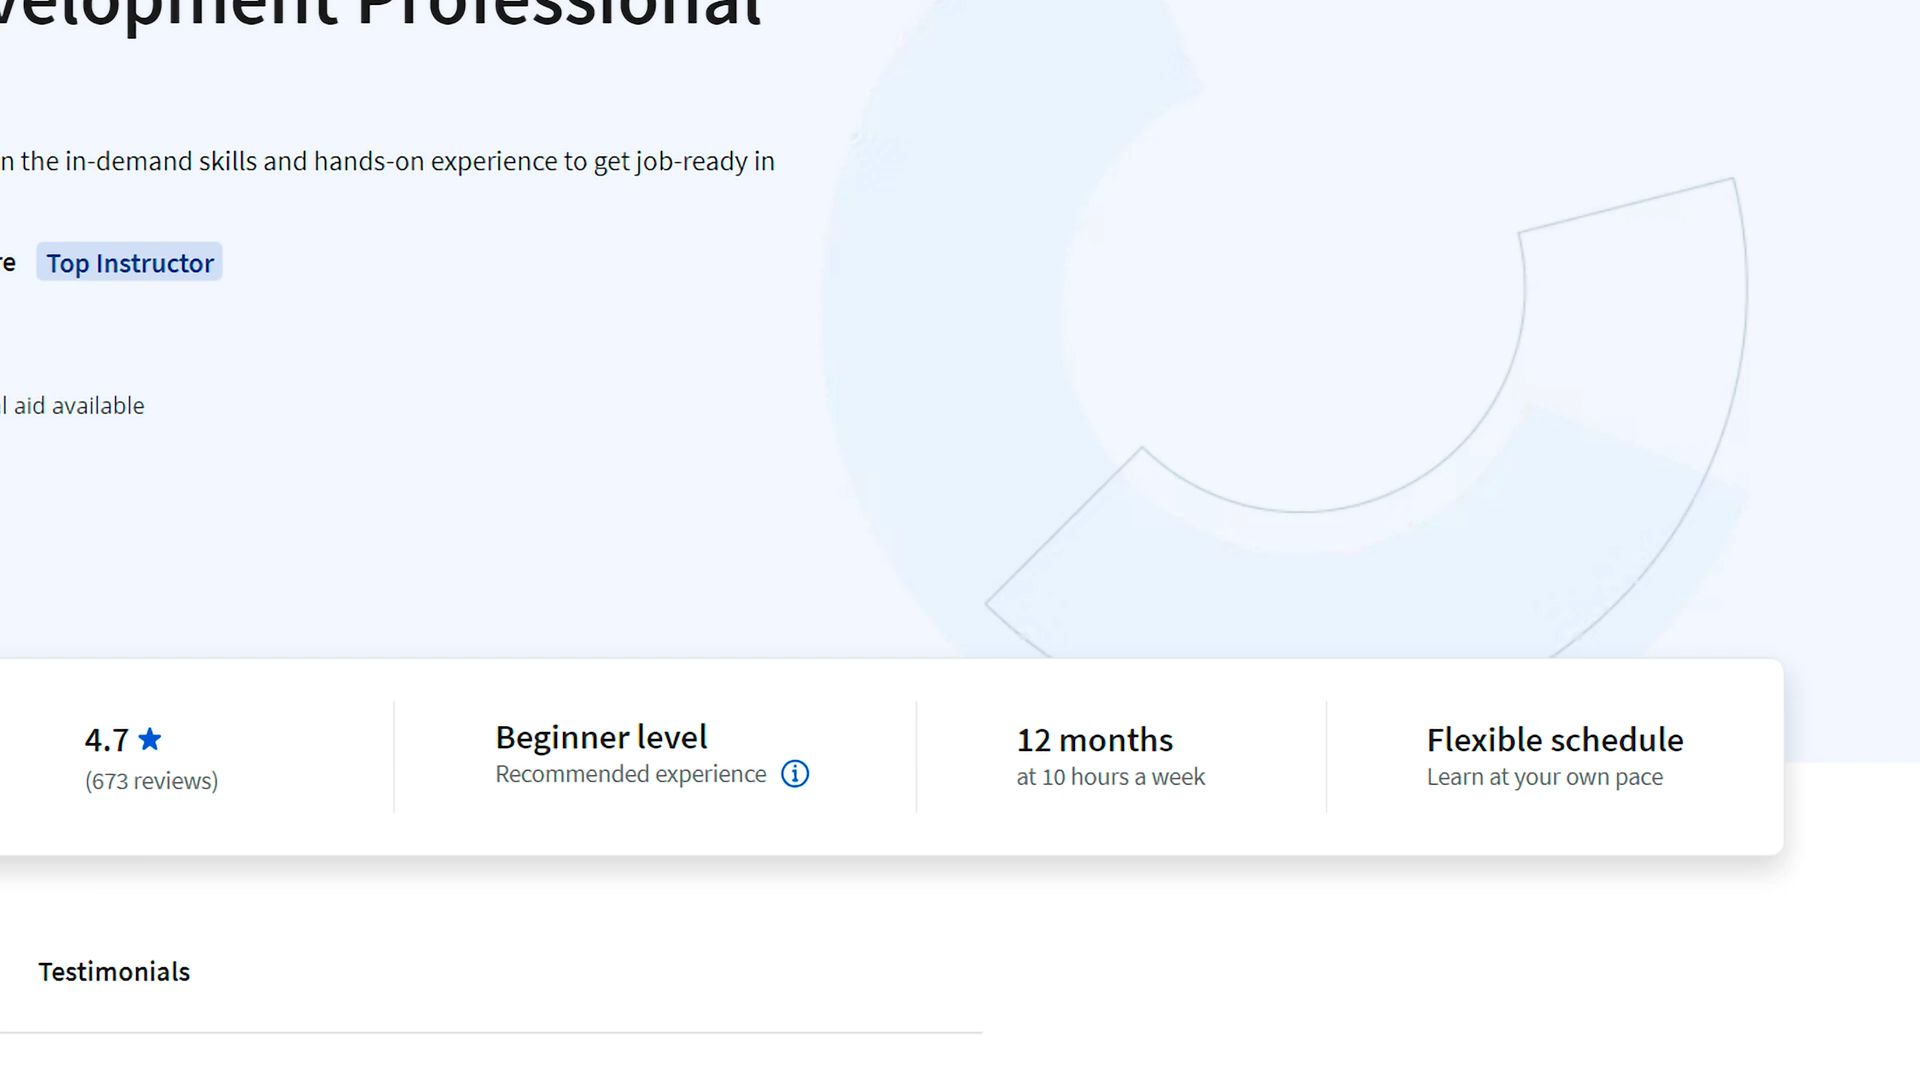 velopment Professional
n the in-demand skills and hands-on experience to get job-ready in
re Top Instructor
l aid available
4.7
(673 reviews)
Beginner level
Recommended experience
12 months
at 10 hours a week
Flexible schedule
Learn at your own pace
Testimonials